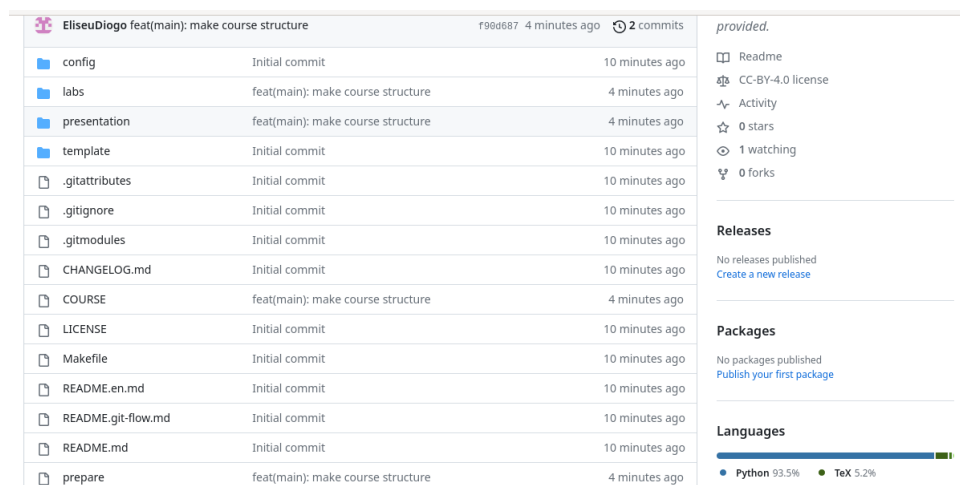 EliseuDiogo feat(main): make course structure f90d687 4 minutes ago 2 commits
config Initial commit 10 minutes ago
labs feat(main): make course structure 4 minutes ago
presentation feat(main): make course structure 4 minutes ago
template Initial commit 10 minutes ago
.gitattributes Initial commit 10 minutes ago
.gitignore Initial commit 10 minutes ago
.gitmodules Initial commit 10 minutes ago
CHANGELOG.md Initial commit 10 minutes ago
COURSE feat(main): make course structure 4 minutes ago
LICENSE Initial commit 10 minutes ago
Makefile Initial commit 10 minutes ago
README.en.md Initial commit 10 minutes ago
README.git-flow.md Initial commit 10 minutes ago
README.md Initial commit 10 minutes ago
prepare feat(main): make course structure 4 minutes ago
provided.
Readme
CC-BY-4.0 license
Activity
0 stars
1 watching
0 forks
Releases
No releases published
Create a new release
Packages
No packages published
Publish your first package
Languages
Python 93.5% TeX 5.2%